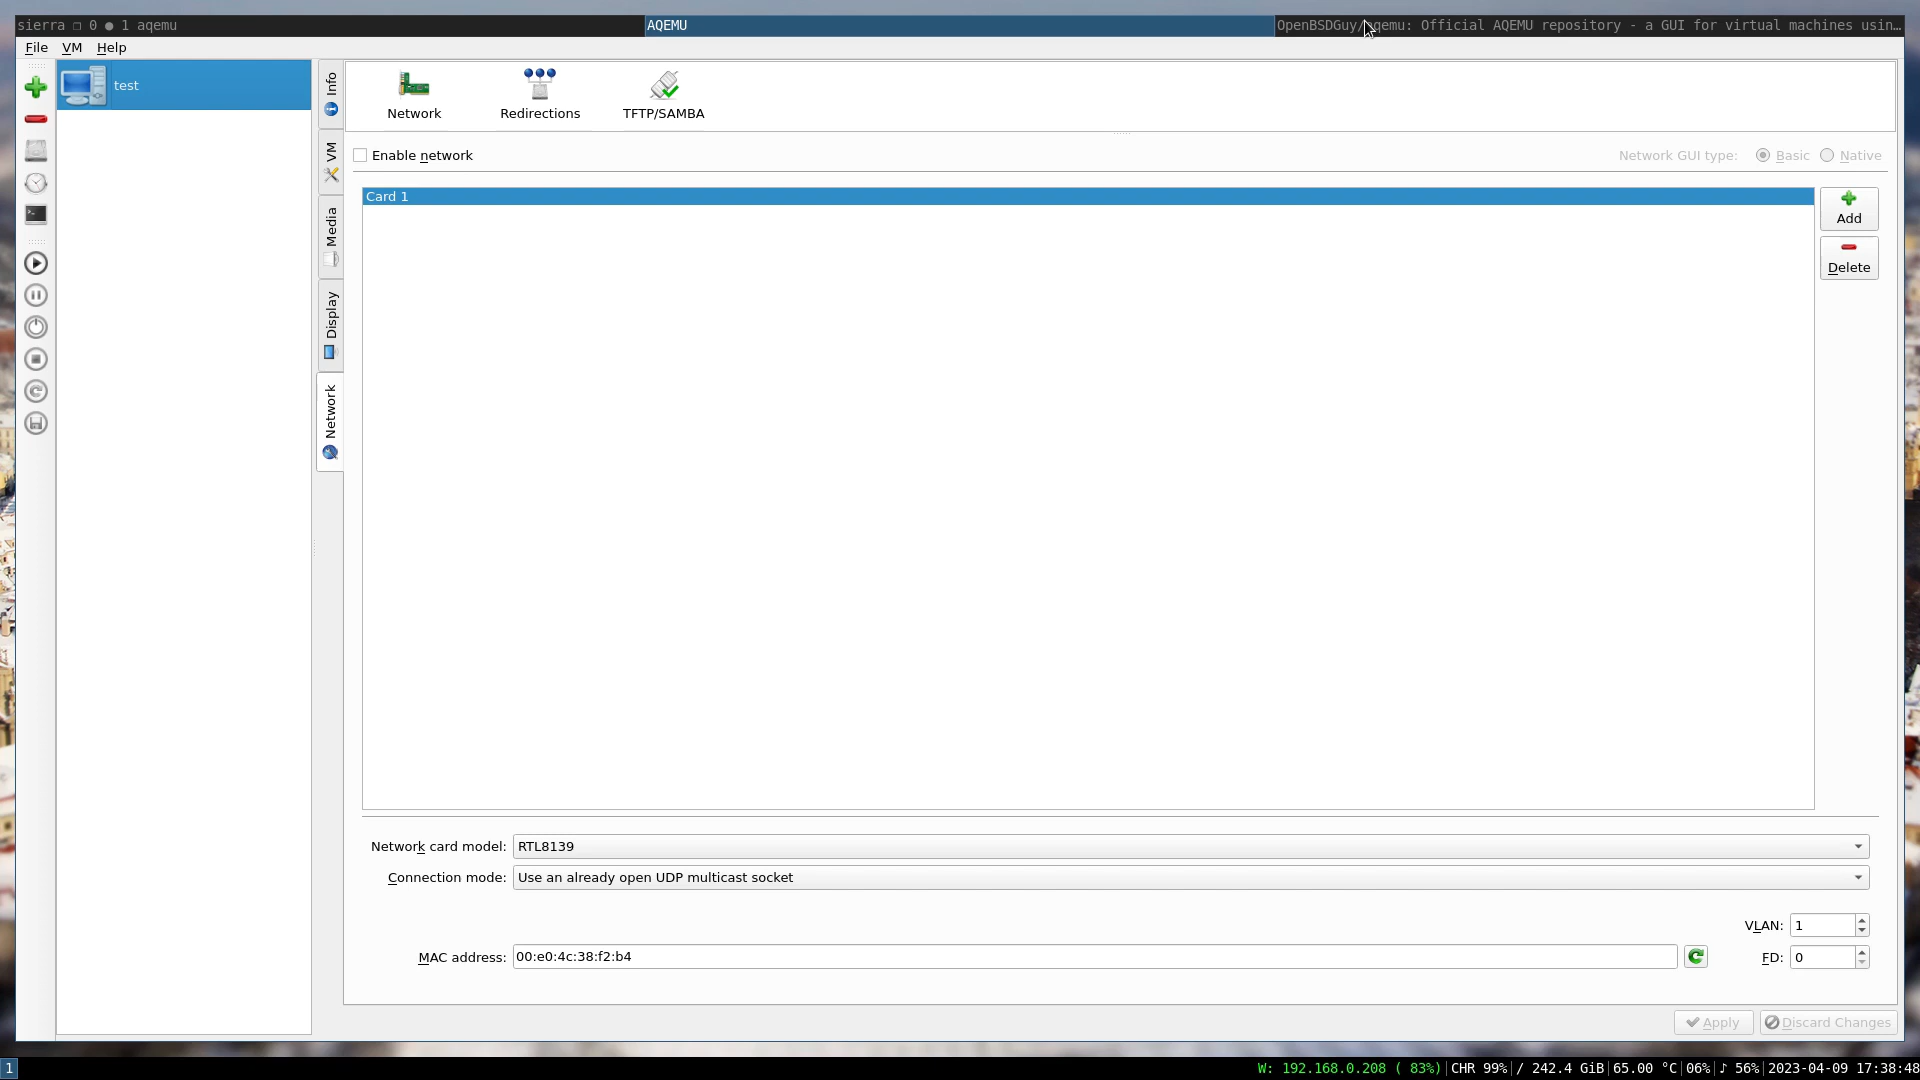 sierra ❐ 0 ● 1 aqemu
AQEMU
OpenBSDGuy/aqemu: Official AQEMU repository - a GUI for virtual machines usin…
File VM Help
test
Info
VM
Media
Display
Network
Network
Redirections
TFTP/SAMBA
Enable network
Network GUI type: Basic Native
Card 1
Add
Delete
Network card model: RTL8139
Connection mode: Use an already open UDP multicast socket
VLAN: 1
MAC address: 00:e0:4c:38:f2:b4
FD: 0
Apply
Discard Changes
1
W: 192.168.0.208 ( 83%)|CHR 99%|/ 242.4 GiB|65.00 °C|06%|♪ 56%|2023-04-09 17:38:48